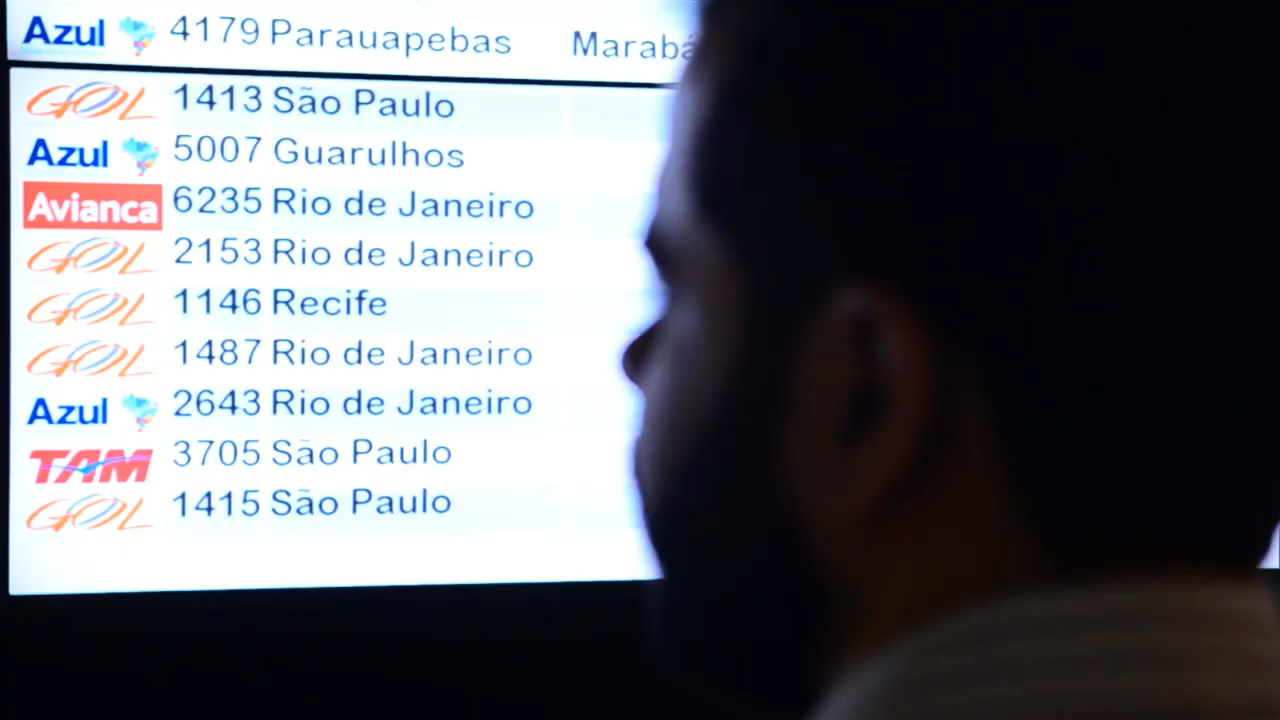 Azul 4179 Parauapebas Marabá
GOL 1413 São Paulo
Azul 5007 Guarulhos
Avianca 6235 Rio de Janeiro
GOL 2153 Rio de Janeiro
GOL 1146 Recife
GOL 1487 Rio de Janeiro
Azul 2643 Rio de Janeiro
TAM 3705 São Paulo
GOL 1415 São Paulo